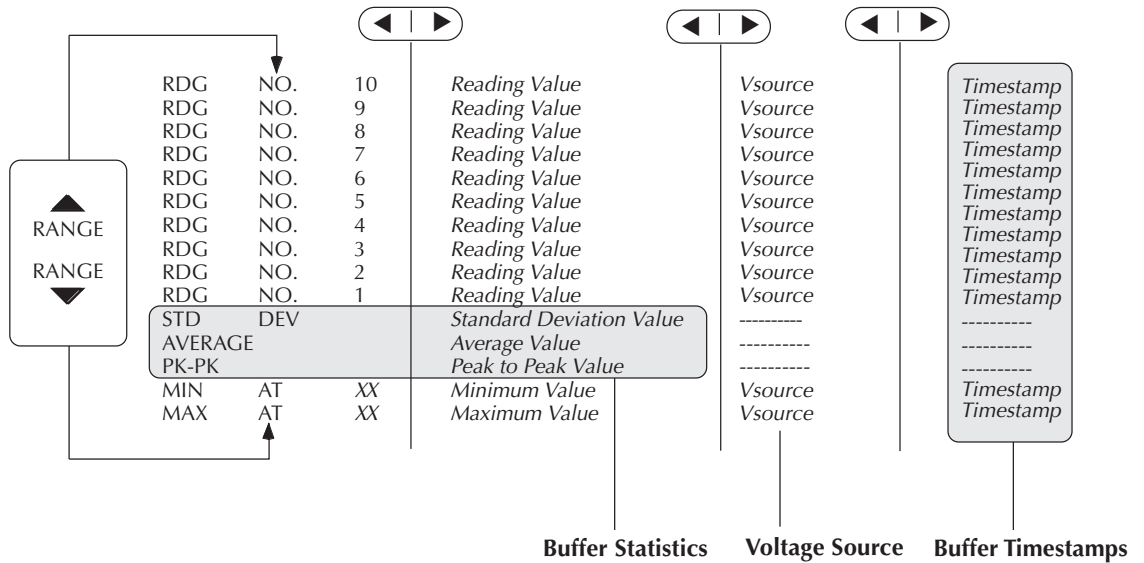 RDG NO. 10 Reading Value Vsource Timestamp
RDG NO. 9 Reading Value Vsource Timestamp
RDG NO. 8 Reading Value Vsource Timestamp
RDG NO. 7 Reading Value Vsource Timestamp
RDG NO. 6 Reading Value Vsource Timestamp
Timestamp
RDG NO. 5 Reading Value Vsource Timestamp
RANGE RDG NO. 4 Reading Value Vsource Timestamp
RDG NO. 3 Reading Value Vsource Timestamp
RANGE RDG NO. 2 Reading Value Vsource Timestamp
RDG NO. 1 Reading Value Vsource Timestamp
STD DEV Standard Deviation Value ---------- ----------
AVERAGE Average Value ---------- ----------
PK-PK Peak to Peak Value ---------- ----------
MIN AT XX Minimum Value Vsource Timestamp
MAX AT XX Maximum Value Vsource Timestamp
Buffer Statistics Voltage Source Buffer Timestamps